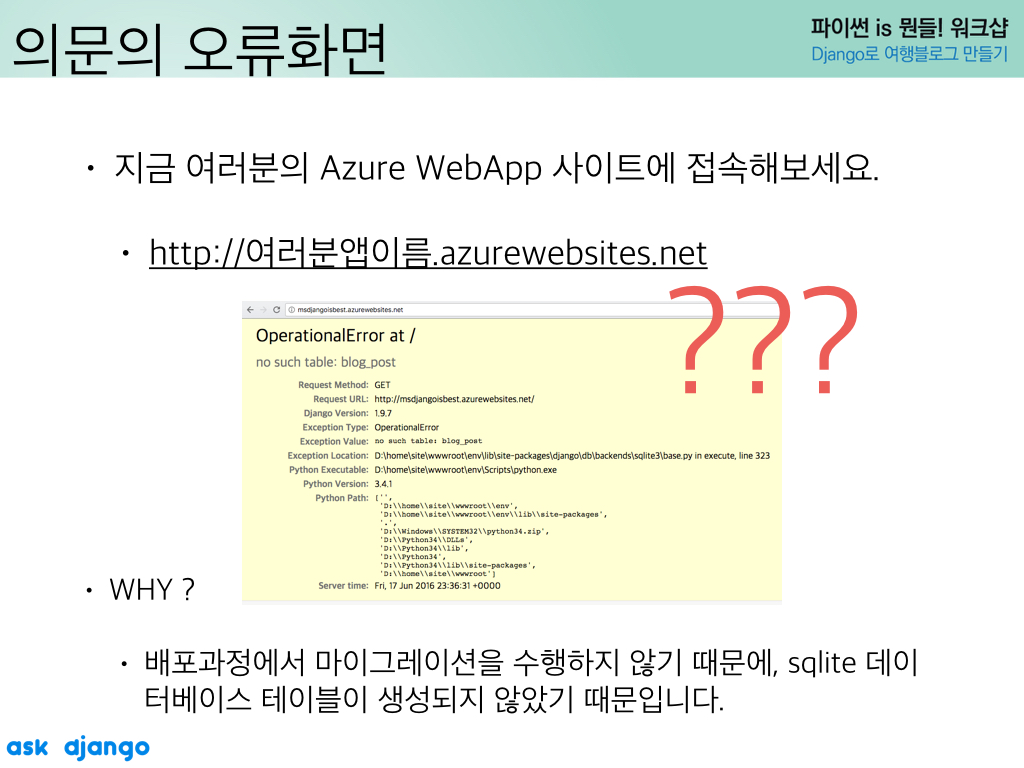 의문의 오류화면
파이썬 is 뭔들! 워크샵
Django로 여행블로그 만들기
• 지금 여러분의 Azure WebApp 사이트에 접속해보세요.
• http://여러분앱이름.azurewebsites.net
???
msdjangoisbest.azurewebsites.net
OperationalError at /
no such table: blog_post
Request Method: GET
Request URL: http://msdjangoisbest.azurewebsites.net/
Django Version: 1.9.7
Exception Type: OperationalError
Exception Value: no such table: blog_post
Exception Location: D:\home\site\wwwroot\env\lib\site-packages\django\db\backends\sqlite3\base.py in execute, line 323
Python Executable: D:\home\site\wwwroot\env\Scripts\python.exe
Python Version: 3.4.1
Python Path: ['',
'D:\\home\\site\\wwwroot\\env',
'D:\\home\\site\\wwwroot\\env\\lib\\site-packages',
'.',
'D:\\Windows\\SYSTEM32\\python34.zip',
'D:\\Python34\\DLLs',
'D:\\Python34\\lib',
'D:\\Python34',
'D:\\Python34\\lib\\site-packages',
'D:\\home\\site\\wwwroot']
Server time: Fri, 17 Jun 2016 23:36:31 +0000
• WHY ?
• 배포과정에서 마이그레이션을 수행하지 않기 때문에, sqlite 데이
터베이스 테이블이 생성되지 않았기 때문입니다.
ask django